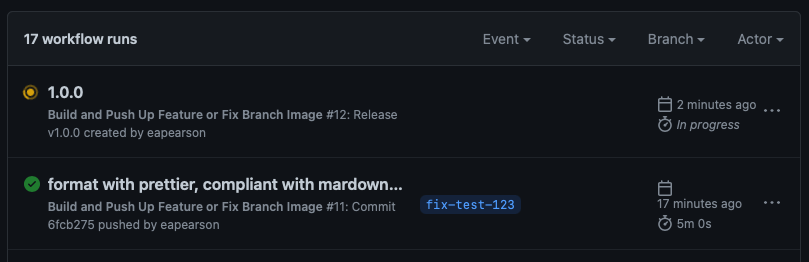 17 workflow runs Event Status Branch Actor
1.0.0
Build and Push Up Feature or Fix Branch Image #12: Release
v1.0.0 created by eapearson
2 minutes ago
In progress
format with prettier, compliant with mardown...
Build and Push Up Feature or Fix Branch Image #11: Commit
6fcb275 pushed by eapearson
fix-test-123
17 minutes ago
5m 0s